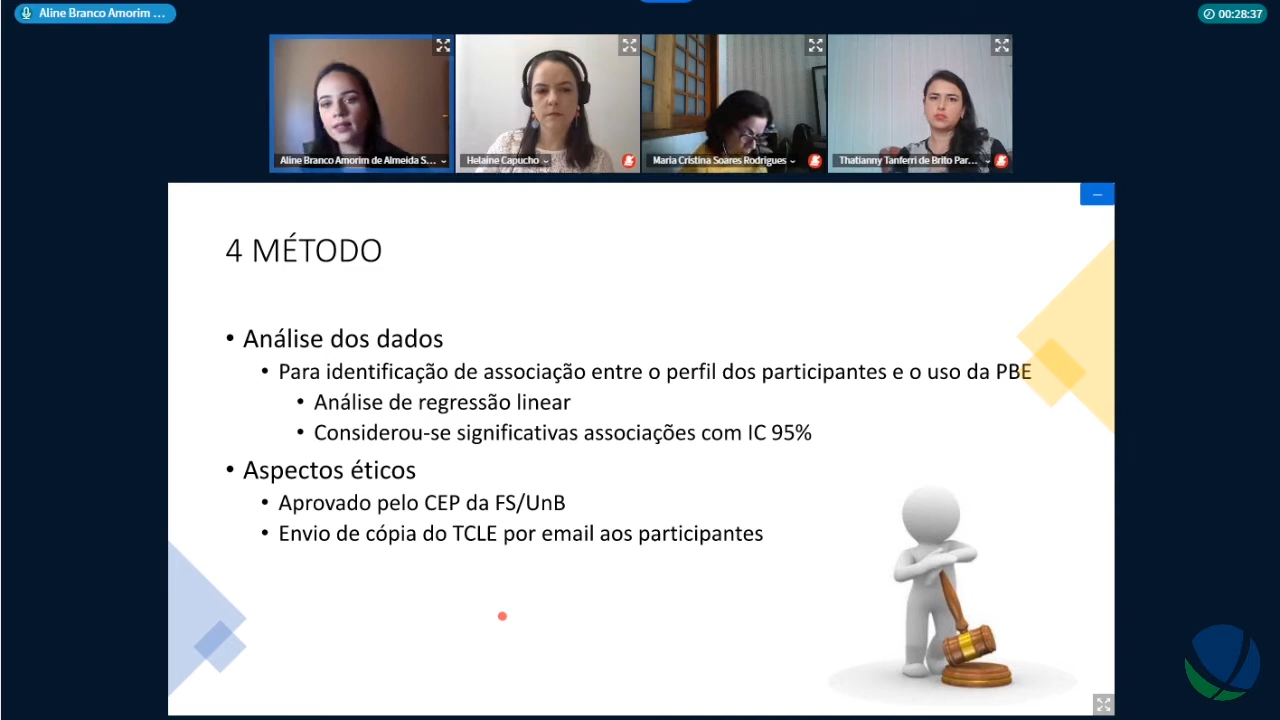 Aline Branco Amorim ...
00:28:37
Aline Branco Amorim de Almeida S...
Helaine Capucho
Maria Cristina Soares Rodrigues
Thatianny Tanferri de Brito Par...
4 MÉTODO
• Análise dos dados
• Para identificação de associação entre o perfil dos participantes e o uso da PBE
• Análise de regressão linear
• Considerou-se significativas associações com IC 95%
• Aspectos éticos
• Aprovado pelo CEP da FS/UnB
• Envio de cópia do TCLE por email aos participantes